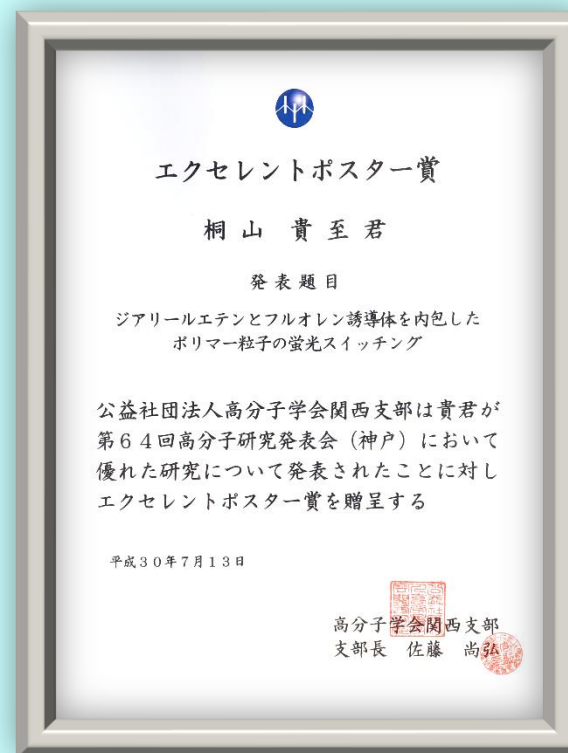 エクセレントポスター賞
桐山 貴至君
発表題目
ジアリールエテンとフルオレン誘導体を内包した
ポリマー粒子の蛍光スイッチング
公益社団法人高分子学会関西支部は貴君が
第64回高分子研究発表会（神戸）において
優れた研究について発表されたことに対し
エクセレントポスター賞を贈呈する
平成30年7月13日
高分子学会関西支部
支部長 佐藤 尚弘